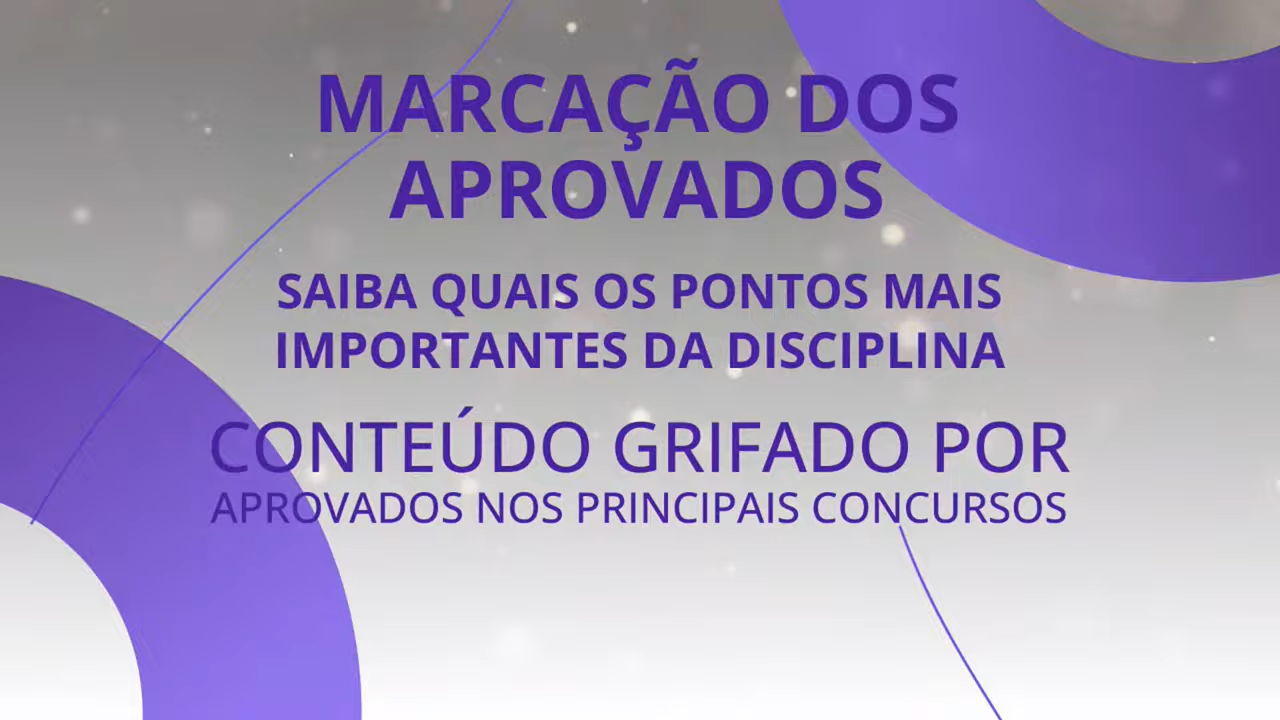 MARCAÇÃO DOS
APROVADOS
SAIBA QUAIS OS PONTOS MAIS
IMPORTANTES DA DISCIPLINA
CONTEÚDO GRIFADO POR
APROVADOS NOS PRINCIPAIS CONCURSOS